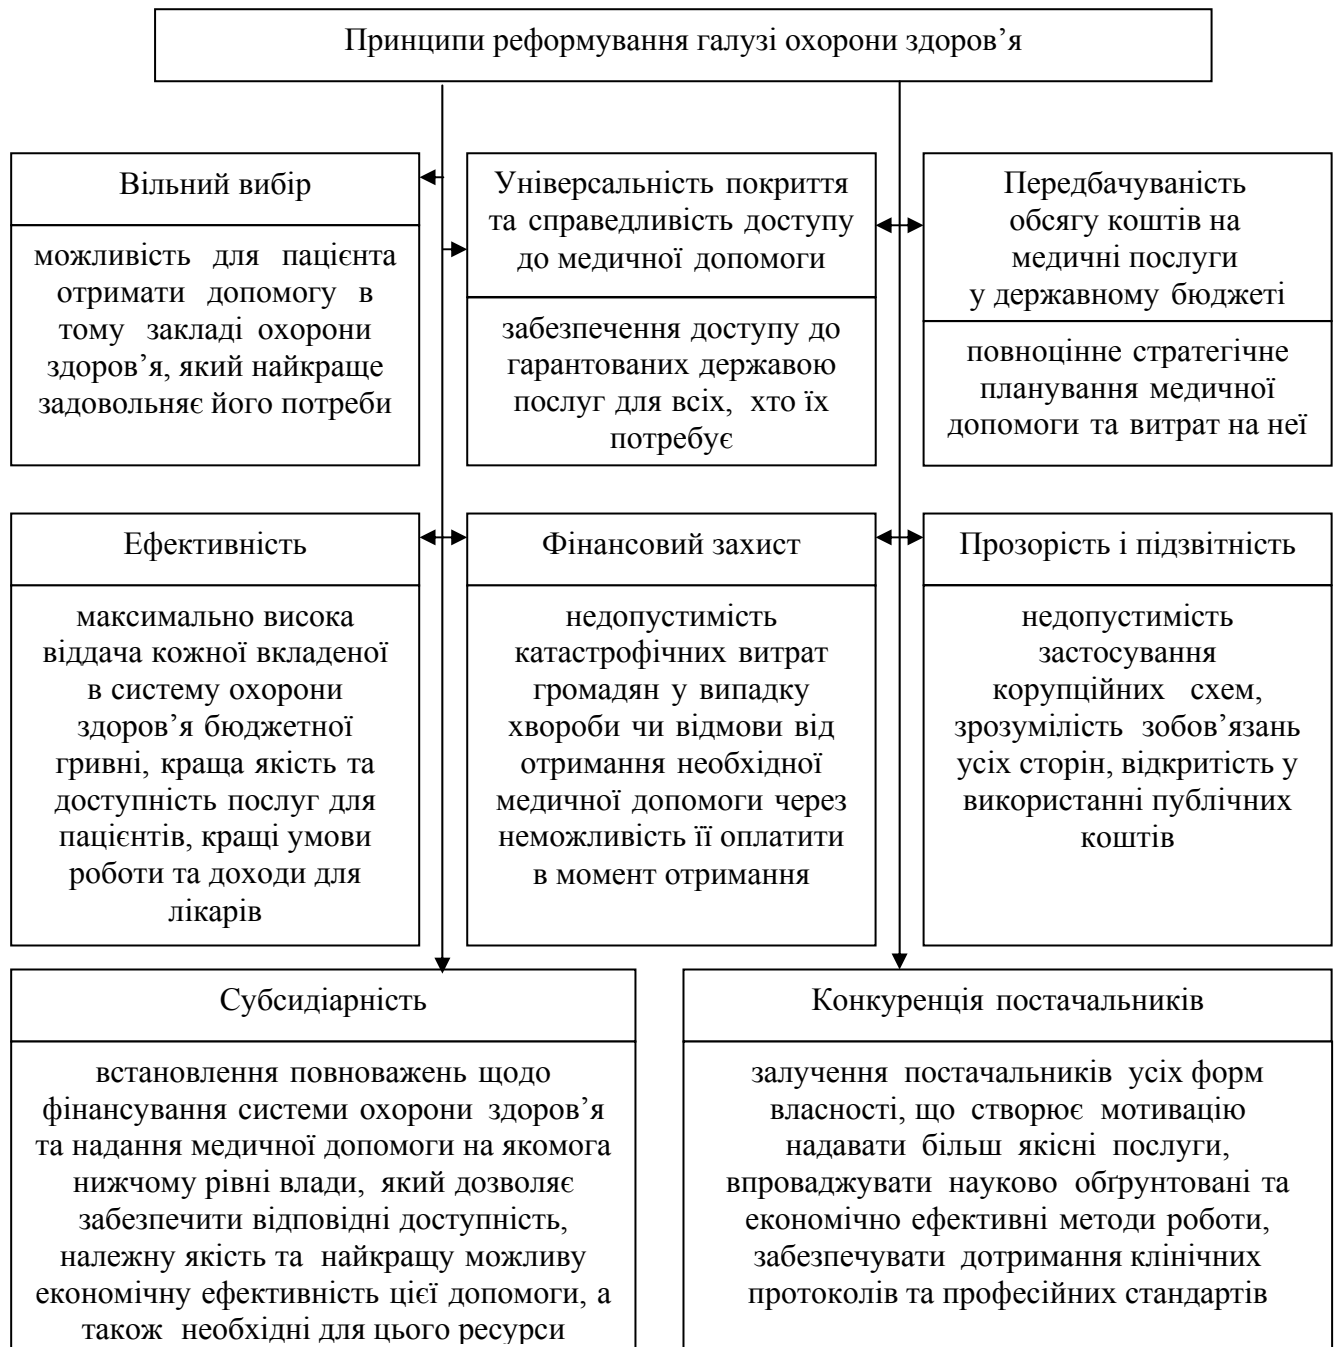 Принципи реформування галузі охорони здоров’я
Вільний вибір
можливість для пацієнта
отримати допомогу в
тому закладі охорони
здоров’я, який найкраще
задовольняє його потреби
Універсальність покриття
та справедливість доступу
до медичної допомоги
забезпечення доступу до
гарантованих державою
послуг для всіх, хто їх
потребує
Передбачуваність
обсягу коштів на
медичні послуги
у державному бюджеті
повноцінне стратегічне
планування медичної
допомоги та витрат на неї
Ефективність
максимально висока
віддача кожної вкладеної
в систему охорони
здоров’я бюджетної
гривні, краща якість та
доступність послуг для
пацієнтів, кращі умови
роботи та доходи для
лікарів
Фінансовий захист
недопустимість
катастрофічних витрат
громадян у випадку
хвороби чи відмови від
отримання необхідної
медичної допомоги через
неможливість її оплатити
в момент отримання
Прозорість і підзвітність
недопустимість
застосування
корупційних схем,
зрозумілість зобов’язань
усіх сторін, відкритість у
використанні публічних
коштів
Субсидіарність
встановлення повноважень щодо
фінансування системи охорони здоров’я
та надання медичної допомоги на якомога
нижчому рівні влади, який дозволяє
забезпечити відповідні доступність,
належну якість та найкращу можливу
економічну ефективність цієї допомоги, а
також необхідні для цього ресурси
Конкуренція постачальників
залучення постачальників усіх форм
власності, що створює мотивацію
надавати більш якісні послуги,
впроваджувати науково обґрунтовані та
економічно ефективні методи роботи,
забезпечувати дотримання клінічних
протоколів та професійних стандартів